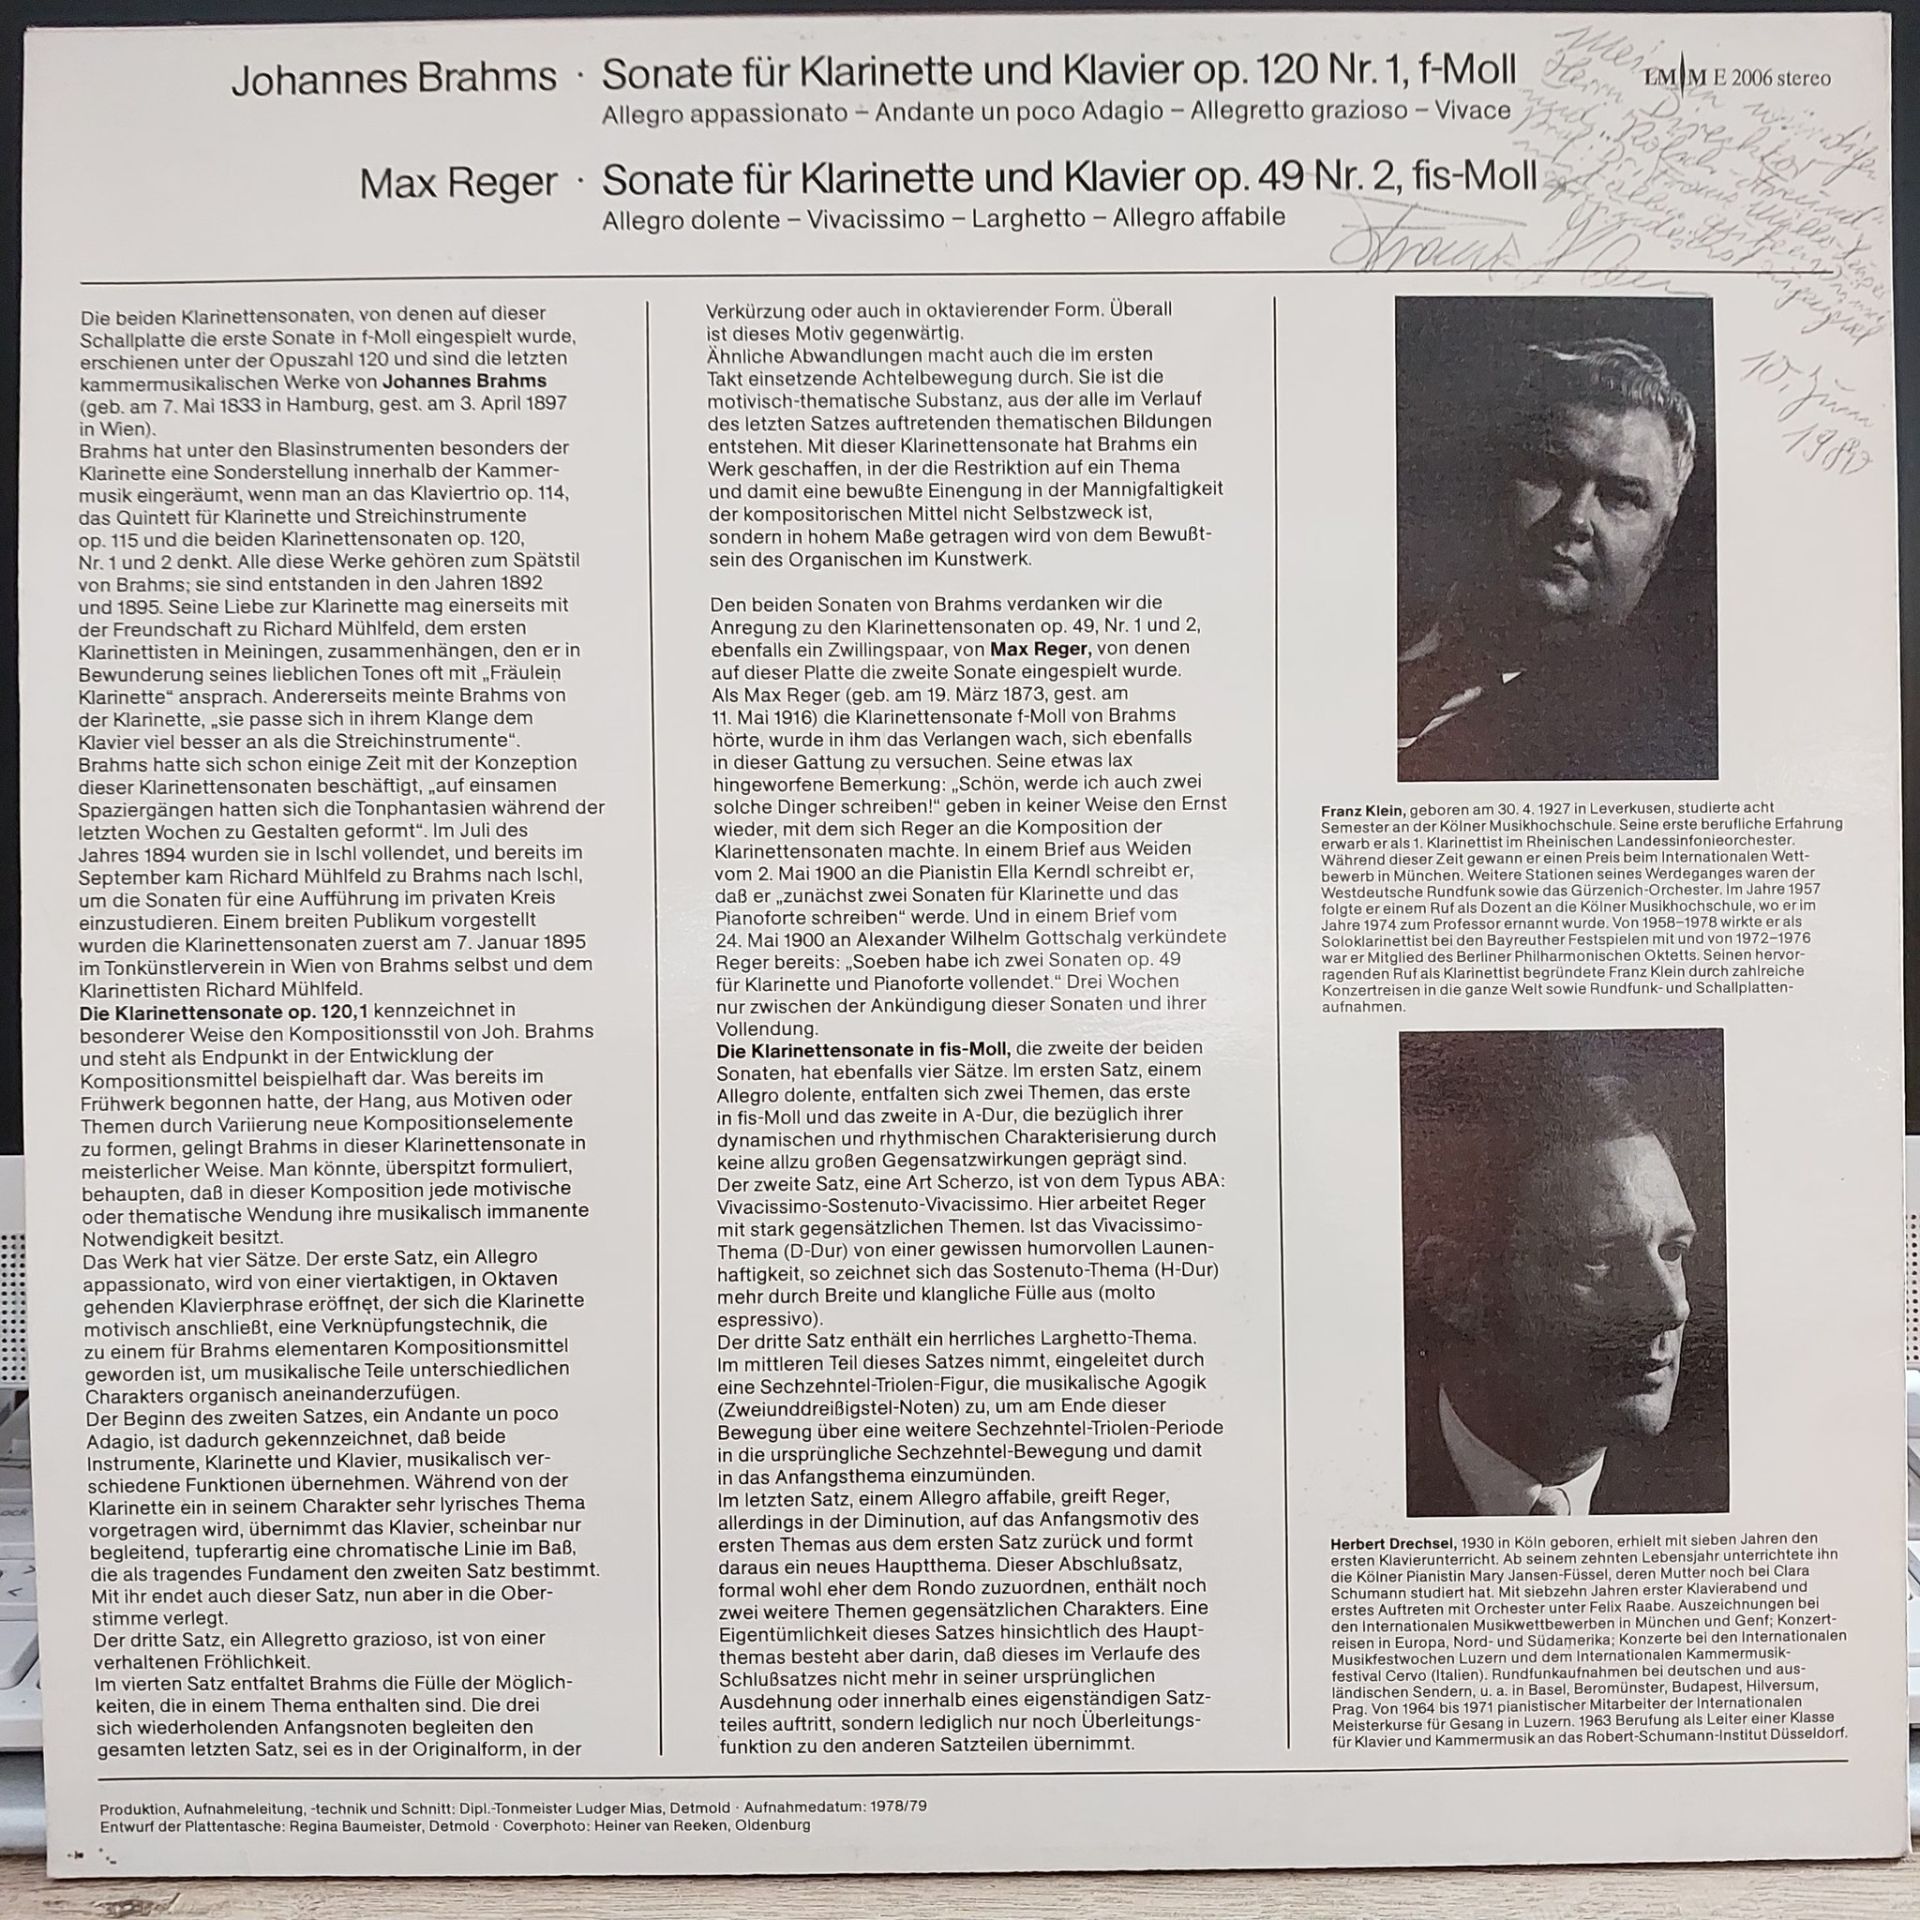 Johannes Brahms · Sonate für Klarinette und Klavier op. 120 Nr. 1, f-Moll
Allegro appassionato – Andante un poco Adagio – Allegretto grazioso – Vivace
LM M E 2006 stereo
Max Reger · Sonate für Klarinette und Klavier op. 49 Nr. 2, fis-Moll
Allegro dolente – Vivacissimo – Larghetto – Allegro affabile
Herrn Direktor
Franz Klein
10. Juni
1980
Die beiden Klarinettensonaten, von denen auf dieser
Schallplatte die erste Sonate in f-Moll eingespielt wurde,
erschienen unter der Opuszahl 120 und sind die letzten
kammermusikalischen Werke von Johannes Brahms
(geb. am 7. Mai 1833 in Hamburg, gest. am 3. April 1897
in Wien).
Brahms hat unter den Blasinstrumenten besonders der
Klarinette eine Sonderstellung innerhalb der Kammer-
musik eingeräumt, wenn man an das Klaviertrio op. 114,
das Quintett für Klarinette und Streichinstrumente
op. 115 und die beiden Klarinettensonaten op. 120,
Nr. 1 und 2 denkt. Alle diese Werke gehören zum Spätstil
von Brahms; sie sind entstanden in den Jahren 1892
und 1895. Seine Liebe zur Klarinette mag einerseits mit
der Freundschaft zu Richard Mühlfeld, dem ersten
Klarinettisten in Meiningen, zusammenhängen, den er in
Bewunderung seines lieblichen Tones oft mit „Fräulein
Klarinette“ ansprach. Andererseits meinte Brahms von
der Klarinette, „sie passe sich in ihrem Klange dem
Klavier viel besser an als die Streichinstrumente“.
Brahms hatte sich schon einige Zeit mit der Konzeption
dieser Klarinettensonaten beschäftigt, „auf einsamen
Spaziergängen hatten sich die Tonphantasien während der
letzten Wochen zu Gestalten geformt“. Im Juli des
Jahres 1894 wurden sie in Ischl vollendet, und bereits im
September kam Richard Mühlfeld zu Brahms nach Ischl,
um die Sonaten für eine Aufführung im privaten Kreis
einzustudieren. Einem breiten Publikum vorgestellt
wurden die Klarinettensonaten zuerst am 7. Januar 1895
im Tonkünstlerverein in Wien von Brahms selbst und dem
Klarinettisten Richard Mühlfeld.
Die Klarinettensonate op. 120,1 kennzeichnet in
besonderer Weise den Kompositionsstil von Joh. Brahms
und steht als Endpunkt in der Entwicklung der
Kompositionsmittel beispielhaft dar. Was bereits im
Frühwerk begonnen hatte, der Hang, aus Motiven oder
Themen durch Variierung neue Kompositionselemente
zu formen, gelingt Brahms in dieser Klarinettensonate in
meisterlicher Weise. Man könnte, überspitzt formuliert,
behaupten, daß in dieser Komposition jede motivische
oder thematische Wendung ihre musikalisch immanente
Notwendigkeit besitzt.
Das Werk hat vier Sätze. Der erste Satz, ein Allegro
appassionato, wird von einer viertaktigen, in Oktaven
gehenden Klavierphrase eröffnet, der sich die Klarinette
motivisch anschließt, eine Verknüpfungstechnik, die
zu einem für Brahms elementaren Kompositionsmittel
geworden ist, um musikalische Teile unterschiedlichen
Charakters organisch aneinanderzufügen.
Der Beginn des zweiten Satzes, ein Andante un poco
Adagio, ist dadurch gekennzeichnet, daß beide
Instrumente, Klarinette und Klavier, musikalisch ver-
schiedene Funktionen übernehmen. Während von der
Klarinette ein in seinem Charakter sehr lyrisches Thema
vorgetragen wird, übernimmt das Klavier, scheinbar nur
begleitend, tupferartig eine chromatische Linie im Baß,
die als tragendes Fundament den zweiten Satz bestimmt.
Mit ihr endet auch dieser Satz, nun aber in die Ober-
stimme verlegt.
Der dritte Satz, ein Allegretto grazioso, ist von einer
verhaltenen Fröhlichkeit.
Im vierten Satz entfaltet Brahms die Fülle der Möglich-
keiten, die in einem Thema enthalten sind. Die drei
sich wiederholenden Anfangsnoten begleiten den
gesamten letzten Satz, sei es in der Originalform, in der
Verkürzung oder auch in oktavierender Form. Überall
ist dieses Motiv gegenwärtig.
Ähnliche Abwandlungen macht auch die im ersten
Takt einsetzende Achtelbewegung durch. Sie ist die
motivisch-thematische Substanz, aus der alle im Verlauf
des letzten Satzes auftretenden thematischen Bildungen
entstehen. Mit dieser Klarinettensonate hat Brahms ein
Werk geschaffen, in der die Restriktion auf ein Thema
und damit eine bewußte Einengung in der Mannigfaltigkeit
der kompositorischen Mittel nicht Selbstzweck ist,
sondern in hohem Maße getragen wird von dem Bewußt-
sein des Organischen im Kunstwerk.
Den beiden Sonaten von Brahms verdanken wir die
Anregung zu den Klarinettensonaten op. 49, Nr. 1 und 2,
ebenfalls ein Zwillingspaar, von Max Reger, von denen
auf dieser Platte die zweite Sonate eingespielt wurde.
Als Max Reger (geb. am 19. März 1873, gest. am
11. Mai 1916) die Klarinettensonate f-Moll von Brahms
hörte, wurde in ihm das Verlangen wach, sich ebenfalls
in dieser Gattung zu versuchen. Seine etwas lax
hingeworfene Bemerkung: „Schön, werde ich auch zwei
solche Dinger schreiben!“ geben in keiner Weise den Ernst
wieder, mit dem sich Reger an die Komposition der
Klarinettensonaten machte. In einem Brief aus Weiden
vom 2. Mai 1900 an die Pianistin Ella Kerndl schreibt er,
daß er „zunächst zwei Sonaten für Klarinette und das
Pianoforte schreiben“ werde. Und in einem Brief vom
24. Mai 1900 an Alexander Wilhelm Gottschalg verkündete
Reger bereits: „Soeben habe ich zwei Sonaten op. 49
für Klarinette und Pianoforte vollendet.“ Drei Wochen
nur zwischen der Ankündigung dieser Sonaten und ihrer
Vollendung.
Die Klarinettensonate in fis-Moll, die zweite der beiden
Sonaten, hat ebenfalls vier Sätze. Im ersten Satz, einem
Allegro dolente, entfalten sich zwei Themen, das erste
in fis-Moll und das zweite in A-Dur, die bezüglich ihrer
dynamischen und rhythmischen Charakterisierung durch
keine allzu großen Gegensatzwirkungen geprägt sind.
Der zweite Satz, eine Art Scherzo, ist von dem Typus ABA:
Vivacissimo-Sostenuto-Vivacissimo. Hier arbeitet Reger
mit stark gegensätzlichen Themen. Ist das Vivacissimo-
Thema (D-Dur) von einer gewissen humorvollen Launen-
haftigkeit, so zeichnet sich das Sostenuto-Thema (H-Dur)
mehr durch Breite und klangliche Fülle aus (molto
espressivo).
Der dritte Satz enthält ein herrliches Larghetto-Thema.
Im mittleren Teil dieses Satzes nimmt, eingeleitet durch
eine Sechzehntel-Triolen-Figur, die musikalische Agogik
(Zweiunddreißigstel-Noten) zu, um am Ende dieser
Bewegung über eine weitere Sechzehntel-Triolen-Periode
in die ursprüngliche Sechzehntel-Bewegung und damit
in das Anfangsthema einzumünden.
Im letzten Satz, einem Allegro affabile, greift Reger,
allerdings in der Diminution, auf das Anfangsmotiv des
ersten Themas aus dem ersten Satz zurück und formt
daraus ein neues Hauptthema. Dieser Abschlußsatz,
formal wohl eher dem Rondo zuzuordnen, enthält noch
zwei weitere Themen gegensätzlichen Charakters. Eine
Eigentümlichkeit dieses Satzes hinsichtlich des Haupt-
themas besteht aber darin, daß dieses im Verlaufe des
Schlußsatzes nicht mehr in seiner ursprünglichen
Ausdehnung oder innerhalb eines eigenständigen Satz-
teiles auftritt, sondern lediglich nur noch Überleitungs-
funktion zu den anderen Satzteilen übernimmt.
Franz Klein, geboren am 30. 4. 1927 in Leverkusen, studierte acht
Semester an der Kölner Musikhochschule. Seine erste berufliche Erfahrung
erwarb er als 1. Klarinettist im Rheinischen Landessinfonieorchester.
Während dieser Zeit gewann er einen Preis beim Internationalen Wett-
bewerb in München. Weitere Stationen seines Werdeganges waren der
Westdeutsche Rundfunk sowie das Gürzenich-Orchester. Im Jahre 1957
folgte er einem Ruf als Dozent an die Kölner Musikhochschule, wo er im
Jahre 1974 zum Professor ernannt wurde. Von 1958–1978 wirkte er als
Soloklarinettist bei den Bayreuther Festspielen mit und von 1972–1976
war er Mitglied des Berliner Philharmonischen Oktetts. Seinen hervor-
ragenden Ruf als Klarinettist begründete Franz Klein durch zahlreiche
Konzertreisen in die ganze Welt sowie Rundfunk- und Schallplatten-
aufnahmen.
Herbert Drechsel, 1930 in Köln geboren, erhielt mit sieben Jahren den
ersten Klavierunterricht. Ab seinem zehnten Lebensjahr unterrichtete ihn
die Kölner Pianistin Mary Jansen-Füssel, deren Mutter noch bei Clara
Schumann studiert hat. Mit siebzehn Jahren erster Klavierabend und
erstes Auftreten mit Orchester unter Felix Raabe. Auszeichnungen bei
den Internationalen Musikwettbewerben in München und Genf; Konzert-
reisen in Europa, Nord- und Südamerika; Konzerte bei den Internationalen
Musikfestwochen Luzern und dem Internationalen Kammermusik-
festival Cervo (Italien). Rundfunkaufnahmen bei deutschen und aus-
ländischen Sendern, u. a. in Basel, Beromünster, Budapest, Hilversum,
Prag. Von 1964 bis 1971 pianistischer Mitarbeiter der Internationalen
Meisterkurse für Gesang in Luzern. 1963 Berufung als Leiter einer Klasse
für Klavier und Kammermusik an das Robert-Schumann-Institut Düsseldorf.
Produktion, Aufnahmeleitung, -technik und Schnitt: Dipl.-Tonmeister Ludger Mias, Detmold · Aufnahmedatum: 1978/79
Entwurf der Plattentasche: Regina Baumeister, Detmold · Coverphoto: Heiner van Reeken, Oldenburg